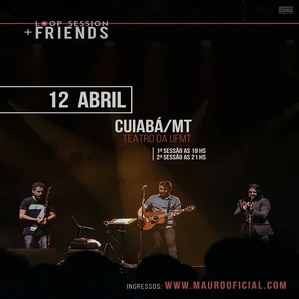 LOOP SESSION
+ FRIENDS
12 ABRIL
CUIABÁ/MT
TEATRO DA UFMT
1ª SESSÃO AS 19 HS
2ª SESSÃO AS 21 HS
INGRESSOS: WWW.MAUROOFICIAL.COM